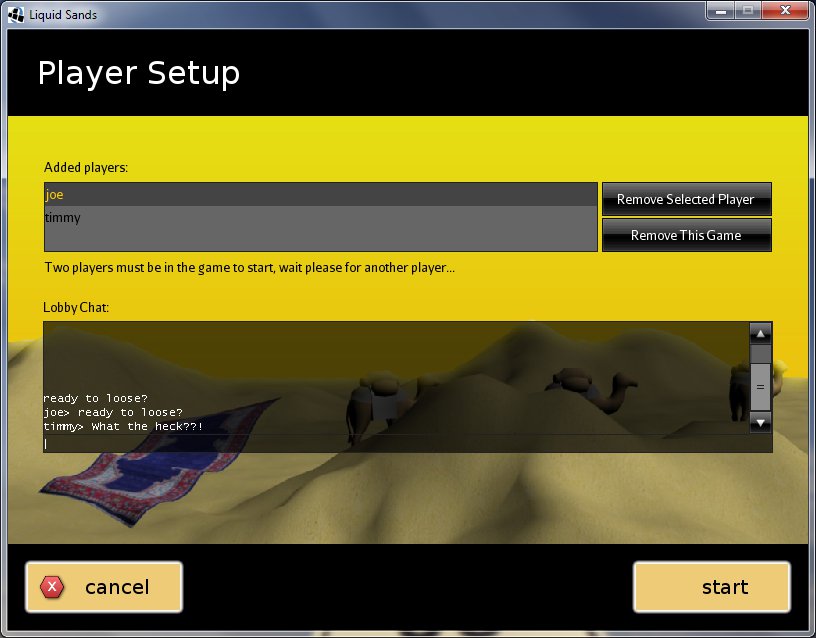 Liquid Sands
Player Setup
Added players:
joe
timmy
Remove Selected Player
Remove This Game
Two players must be in the game to start, wait please for another player...
Lobby Chat:
ready to loose?
joe> ready to loose?
timmy> What the heck??!
cancel
start